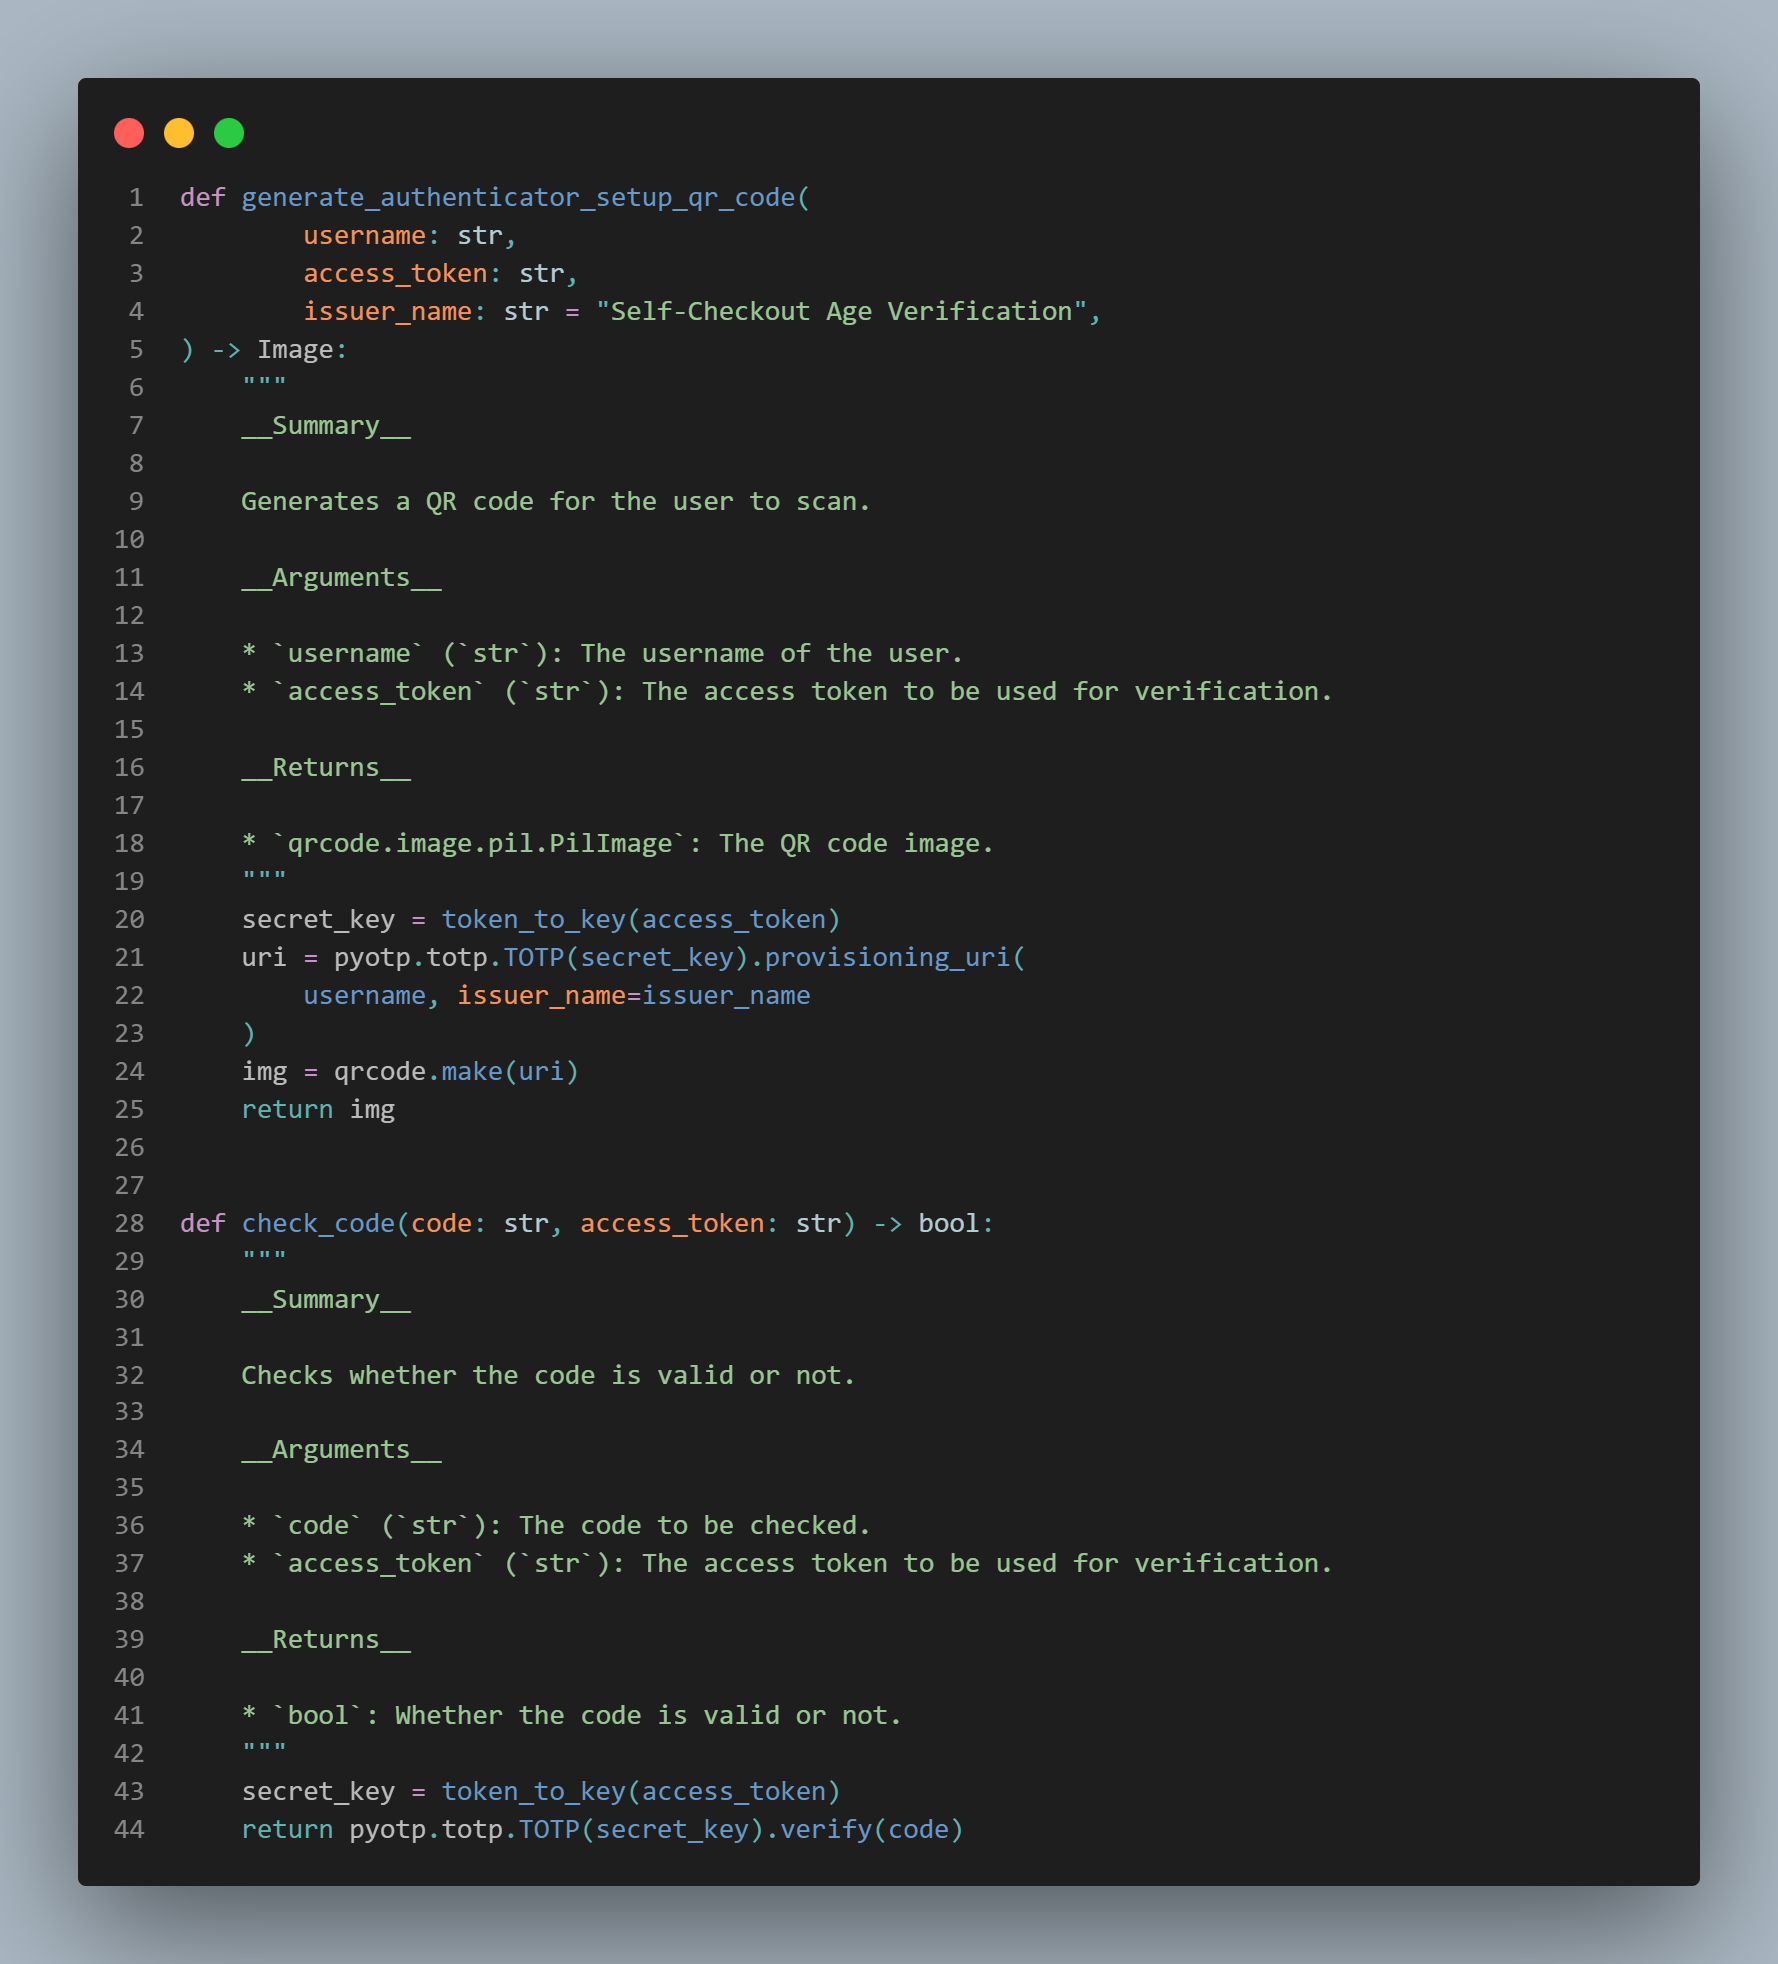 1 def generate_authenticator_setup_qr_code(
2         username: str,
3         access_token: str,
4         issuer_name: str = "Self-Checkout Age Verification",
5 ) -> Image:
6     """
7     __Summary__
8
9     Generates a QR code for the user to scan.
10
11     __Arguments__
12
13     * `username` (`str`): The username of the user.
14     * `access_token` (`str`): The access token to be used for verification.
15
16     __Returns__
17
18     * `qrcode.image.pil.PilImage`: The QR code image.
19     """
20     secret_key = token_to_key(access_token)
21     uri = pyotp.totp.TOTP(secret_key).provisioning_uri(
22         username, issuer_name=issuer_name
23     )
24     img = qrcode.make(uri)
25     return img
26
27
28 def check_code(code: str, access_token: str) -> bool:
29     """
30     __Summary__
31
32     Checks whether the code is valid or not.
33
34     __Arguments__
35
36     * `code` (`str`): The code to be checked.
37     * `access_token` (`str`): The access token to be used for verification.
38
39     __Returns__
40
41     * `bool`: Whether the code is valid or not.
42     """
43     secret_key = token_to_key(access_token)
44     return pyotp.totp.TOTP(secret_key).verify(code)